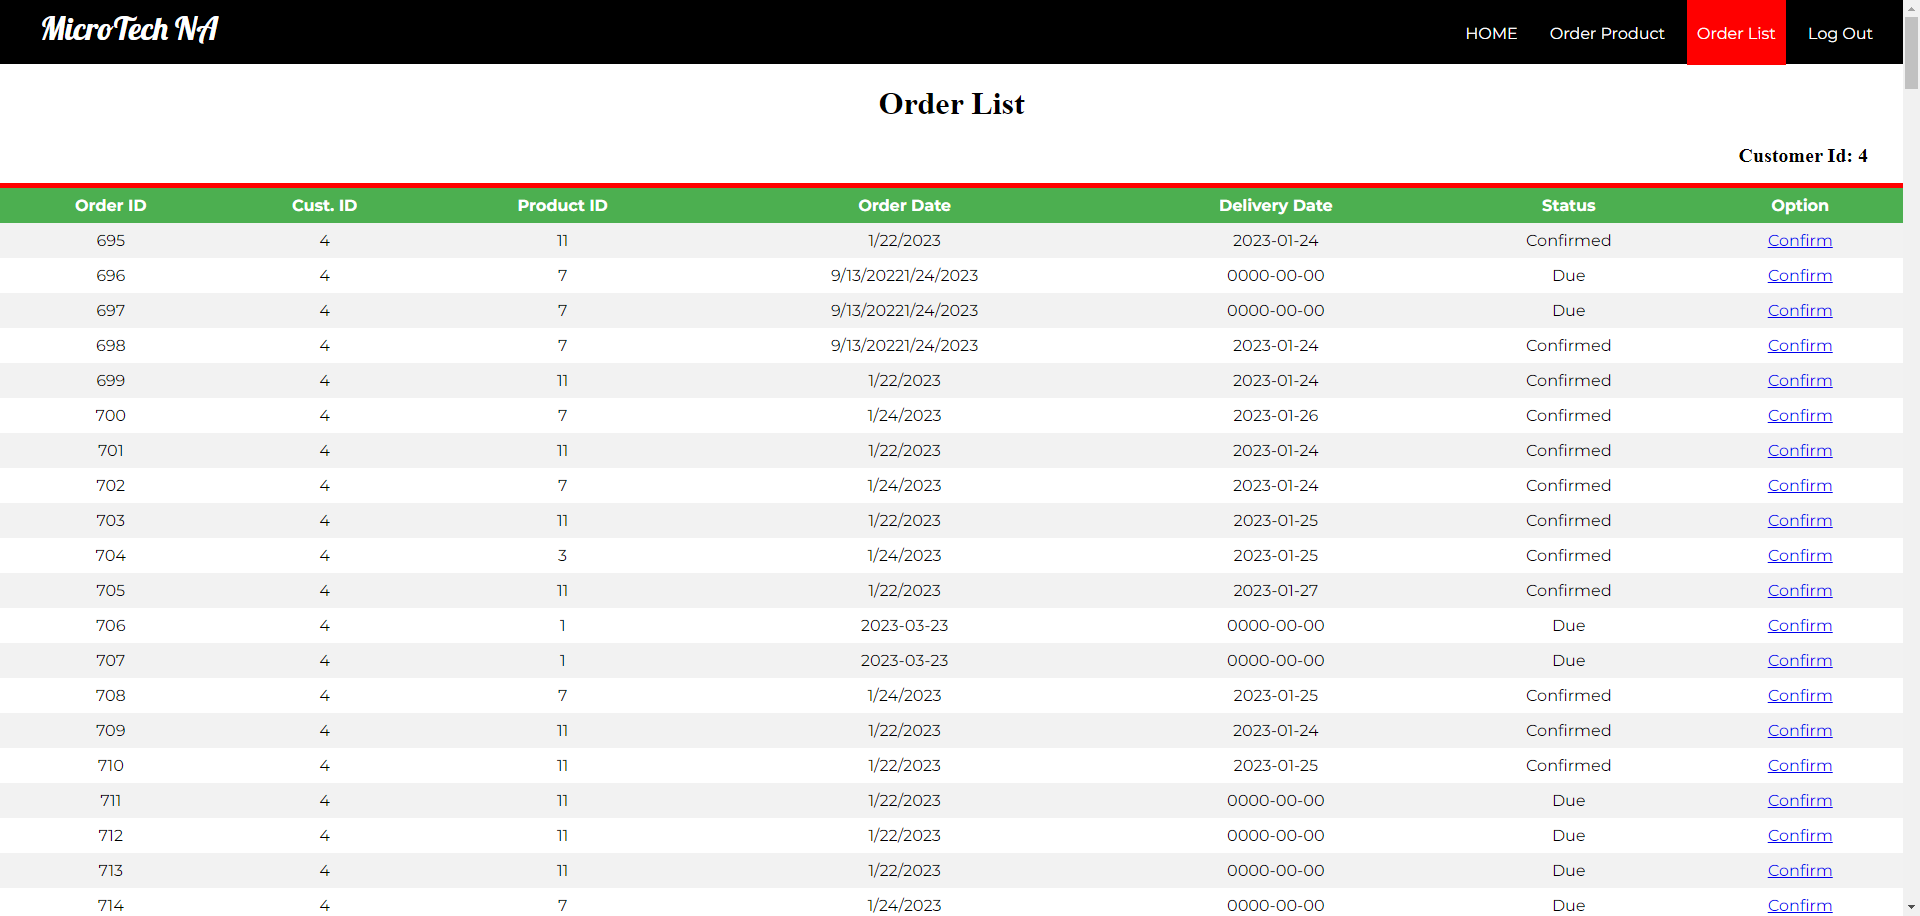 MicroTech NA
HOME Order Product Order List Log Out
Order List
Customer Id: 4
Order ID Cust. ID Product ID Order Date Delivery Date Status Option
695 4 11 1/22/2023 2023-01-24 Confirmed Confirm
696 4 7 9/13/20221/24/2023 0000-00-00 Due Confirm
697 4 7 9/13/20221/24/2023 0000-00-00 Due Confirm
698 4 7 9/13/20221/24/2023 2023-01-24 Confirmed Confirm
699 4 11 1/22/2023 2023-01-24 Confirmed Confirm
700 4 7 1/24/2023 2023-01-26 Confirmed Confirm
701 4 11 1/22/2023 2023-01-24 Confirmed Confirm
702 4 7 1/24/2023 2023-01-24 Confirmed Confirm
703 4 11 1/22/2023 2023-01-25 Confirmed Confirm
704 4 3 1/24/2023 2023-01-25 Confirmed Confirm
705 4 11 1/22/2023 2023-01-27 Confirmed Confirm
706 4 1 2023-03-23 0000-00-00 Due Confirm
707 4 1 2023-03-23 0000-00-00 Due Confirm
708 4 7 1/24/2023 2023-01-25 Confirmed Confirm
709 4 11 1/22/2023 2023-01-24 Confirmed Confirm
710 4 11 1/22/2023 2023-01-25 Confirmed Confirm
711 4 11 1/22/2023 0000-00-00 Due Confirm
712 4 11 1/22/2023 0000-00-00 Due Confirm
713 4 11 1/22/2023 0000-00-00 Due Confirm
714 4 7 1/24/2023 0000-00-00 Due Confirm